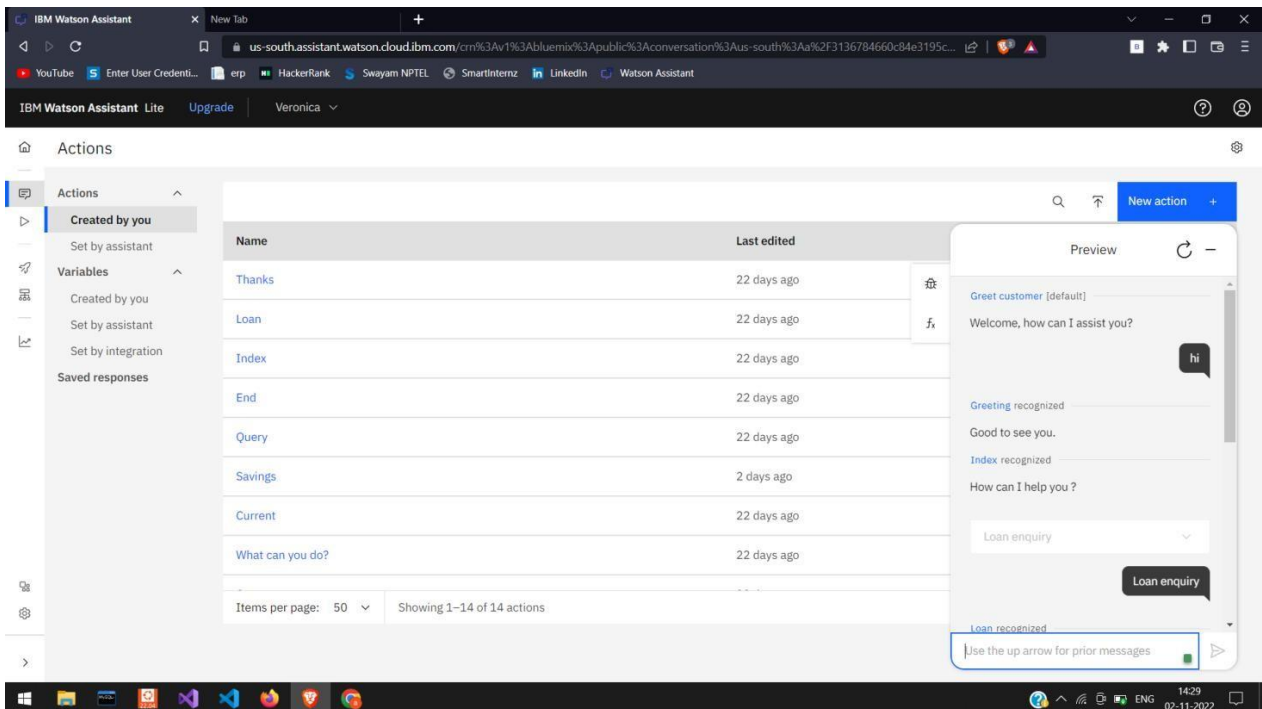 IBM Watson Assistant
New Tab
us-south.assistant.watson.cloud.ibm.com/crn%3Av1%3Abluemix%3Apublic%3Aconversation%3Aus-south%3Aa%2F3136784660c84e3195c...
YouTube
Enter User Credenti...
erp
HackerRank
Swayam NPTEL
SmartInternz
LinkedIn
Watson Assistant
IBM Watson Assistant Lite
Upgrade
Veronica
Actions
Actions
Created by you
Set by assistant
Variables
Created by you
Set by assistant
Set by integration
Saved responses
New action +
Name Last edited
Thanks 22 days ago
Loan 22 days ago
Index 22 days ago
End 22 days ago
Query 22 days ago
Savings 2 days ago
Current 22 days ago
What can you do? 22 days ago
Items per page: 50
Showing 1–14 of 14 actions
Preview
Greet customer [default]
Welcome, how can I assist you?
hi
Greeting recognized
Good to see you.
Index recognized
How can I help you ?
Loan enquiry
Loan enquiry
Loan recognized
Use the up arrow for prior messages
ENG
14:29
02-11-2022